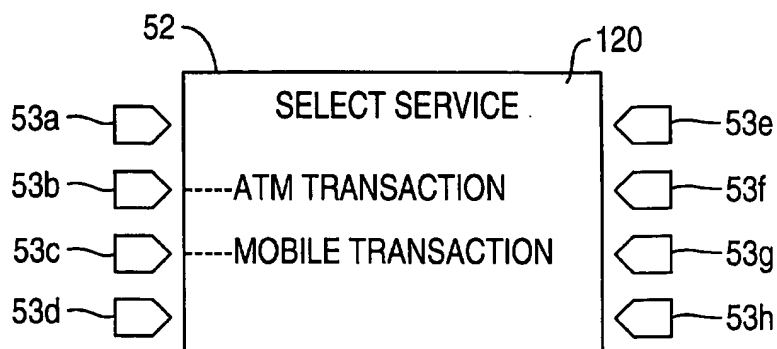 52
120
53a SELECT SERVICE 53e
53b -----ATM TRANSACTION 53f
53c -----MOBILE TRANSACTION 53g
53d 53h